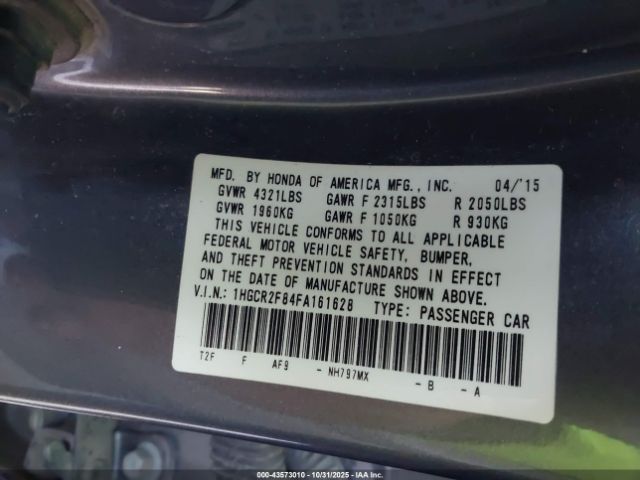 MFD. BY HONDA OF AMERICA MFG., INC. 04/'15
GVWR 4321LBS GAWR F 2315LBS R 2050LBS
GVWR 1960KG GAWR F 1050KG R 930KG
THIS VEHICLE CONFORMS TO ALL APPLICABLE
FEDERAL MOTOR VEHICLE SAFETY, BUMPER,
AND THEFT PREVENTION STANDARDS IN EFFECT
ON THE DATE OF MANUFACTURE SHOWN ABOVE.
V.I.N.: 1HGCR2F84FA161628 TYPE: PASSENGER CAR
T2F F AF9 - NH797MX - B - A
000-43573010 - 10/31/2025 - IAAI.com